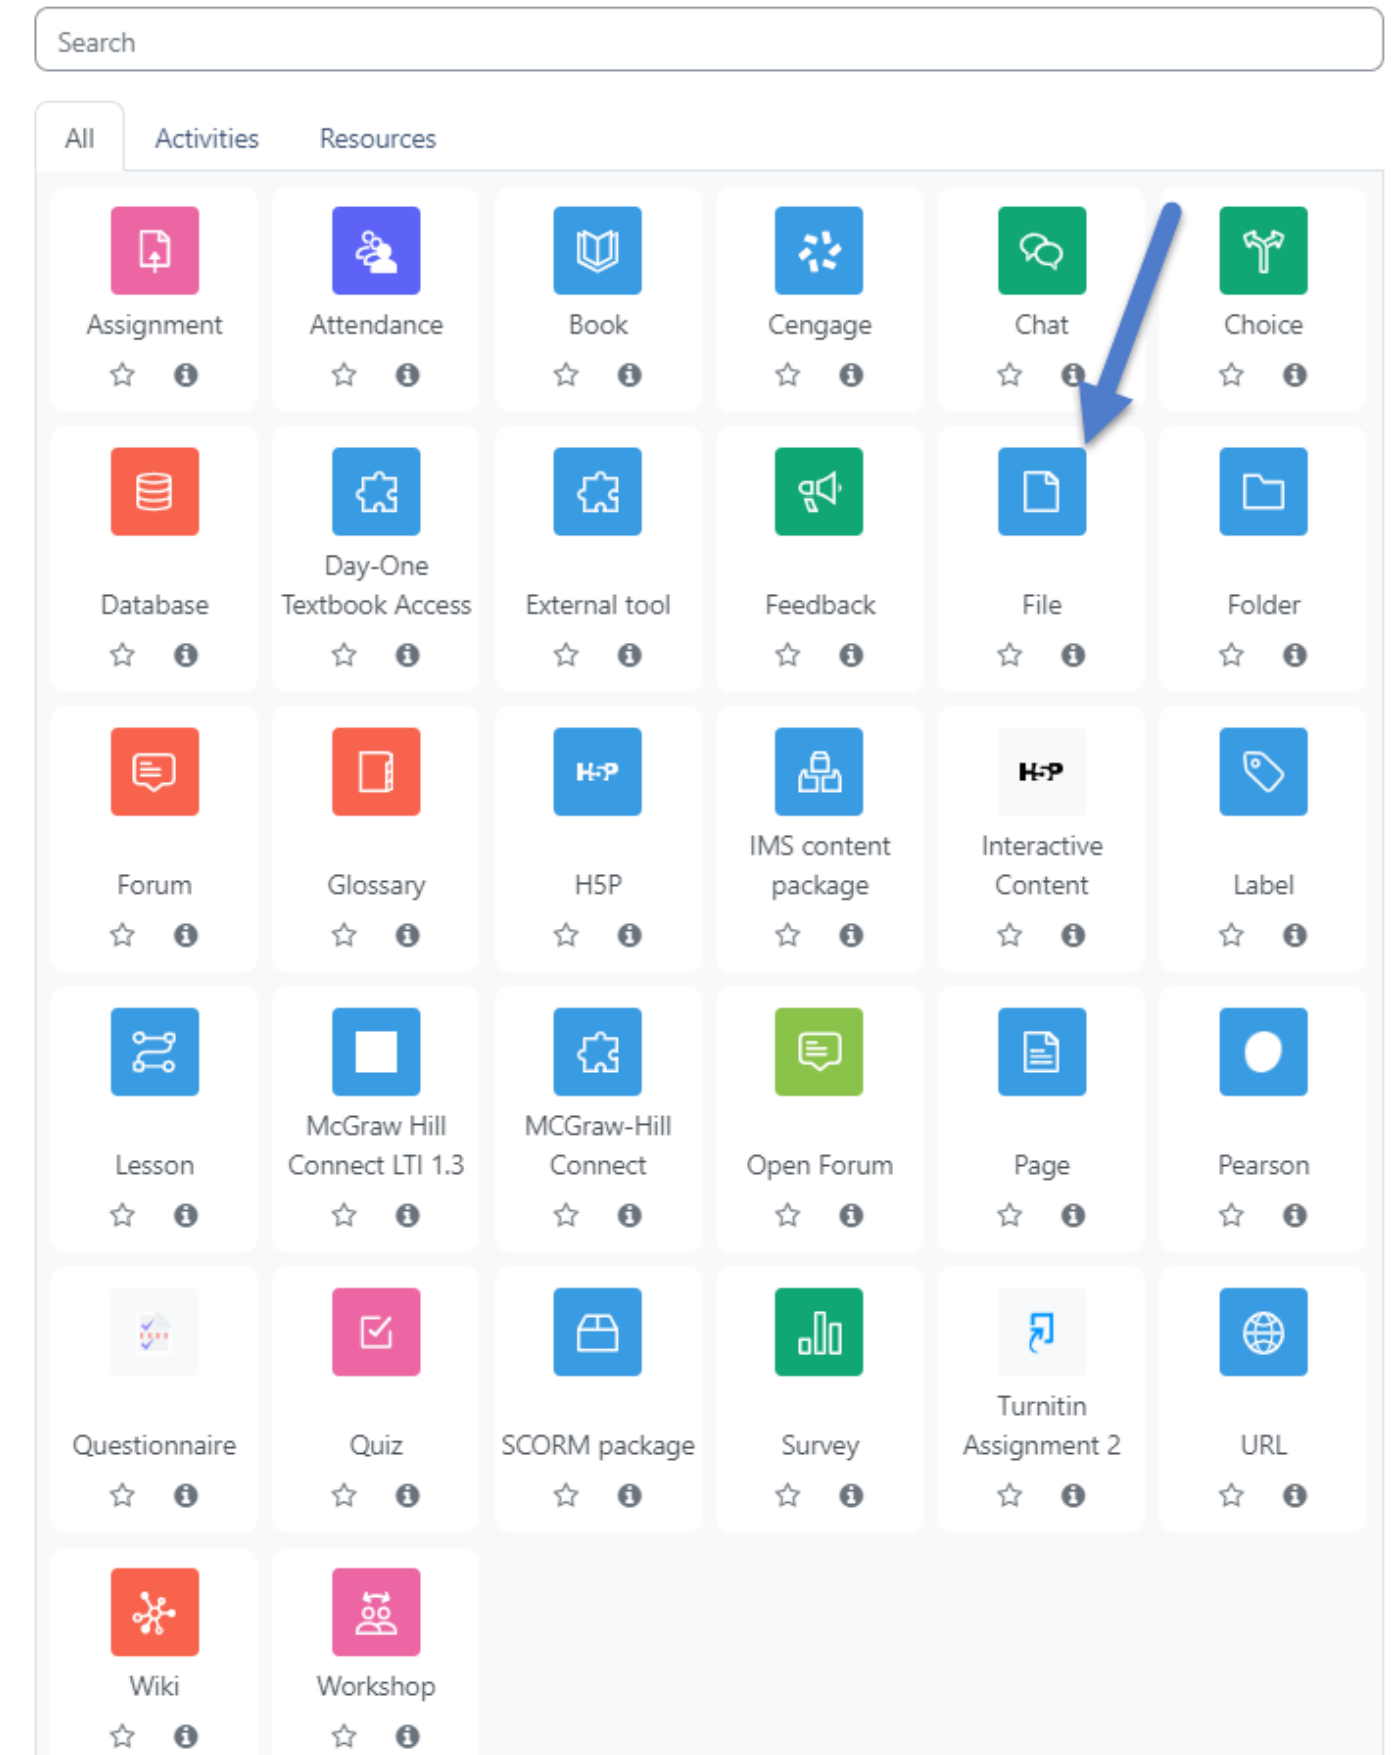 Search
All Activities Resources
Assignment Attendance Book Cengage Chat Choice
Day-One
Database Textbook Access External tool Feedback File Folder
H5P H5P
IMS content Interactive
Forum Glossary H5P package Content Label
McGraw Hill MCGraw-Hill
Lesson Connect LTI 1.3 Connect Open Forum Page Pearson
Turnitin
Questionnaire Quiz SCORM package Survey Assignment 2 URL
Wiki Workshop